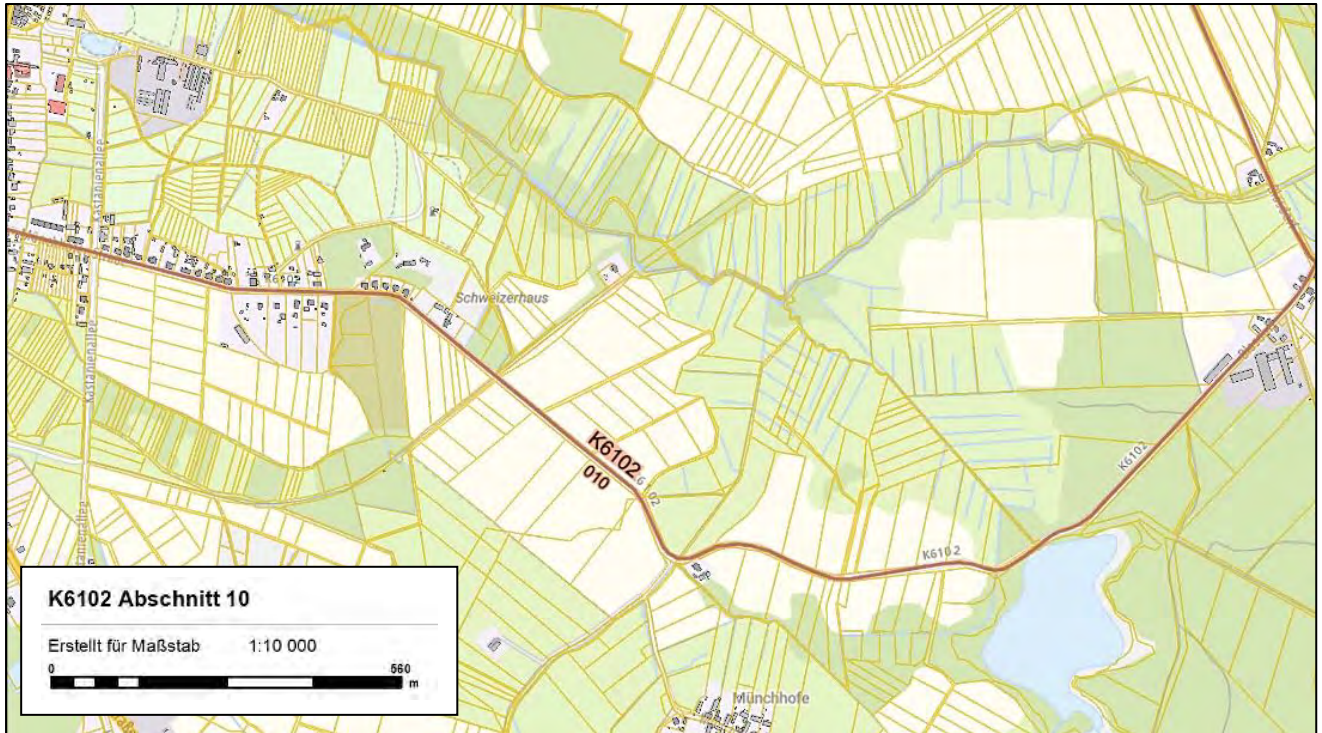 Kastanienallee
K6102
Schweizerhaus
Kastanienallee
K6102
010
K6102
K6102
Münchhofe
K6102 Abschnitt 10
Erstellt für Maßstab 1:10 000
0 560
m